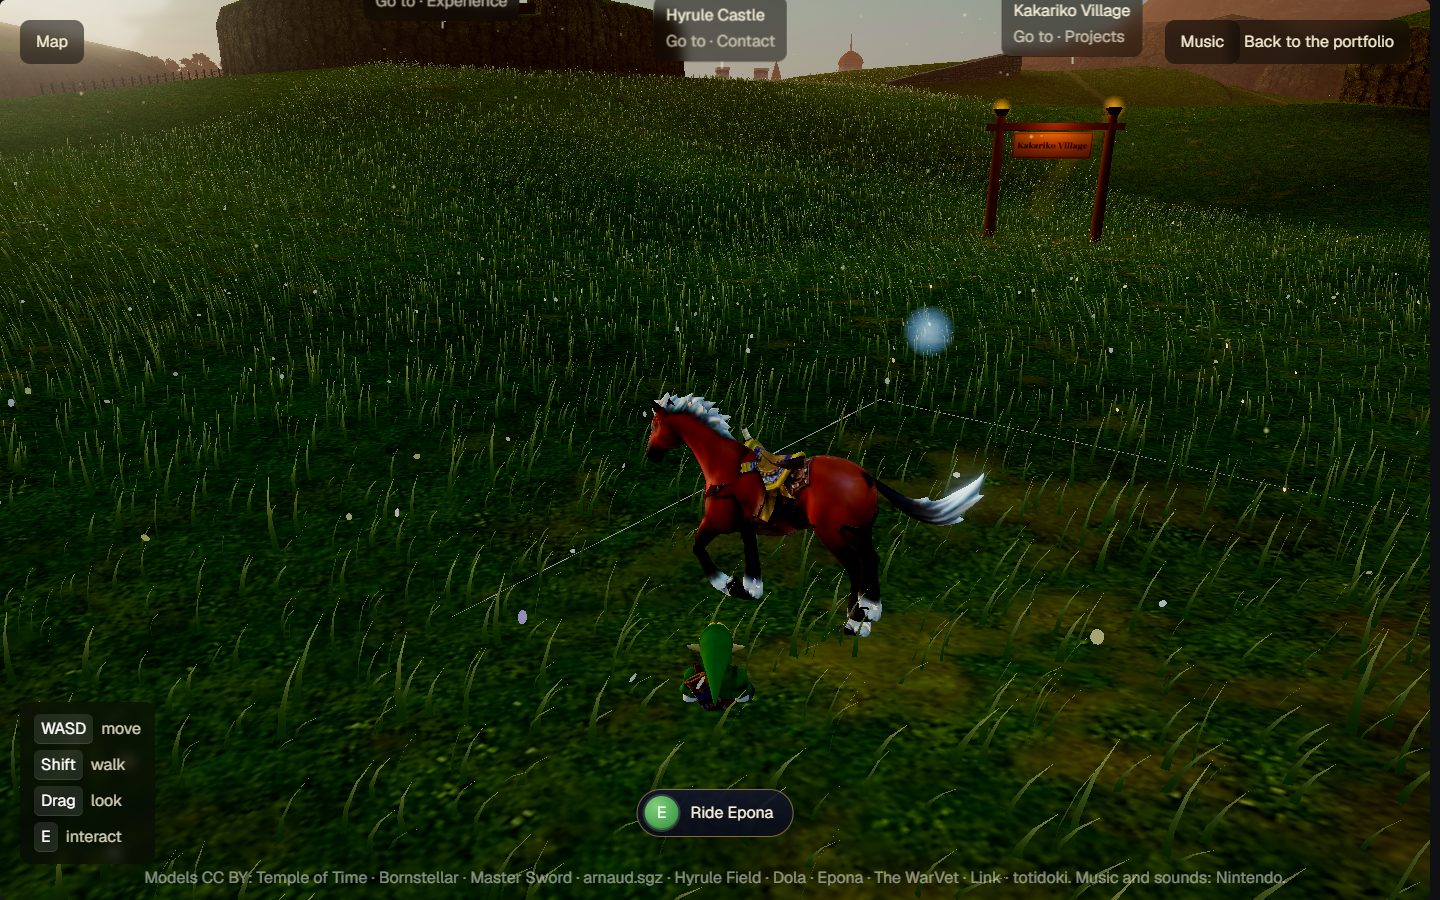 Go to · Experience
Hyrule Castle
Go to · Contact
Kakariko Village
Go to · Projects
Map
Music
Back to the portfolio
Kakariko Village
WASD move
Shift walk
Drag look
E interact
E Ride Epona
Models CC BY: Temple of Time · Bornstellar · Master Sword · arnaud.sgz · Hyrule Field · Dola · Epona · The WarVet · Link · totidoki. Music and sounds: Nintendo.